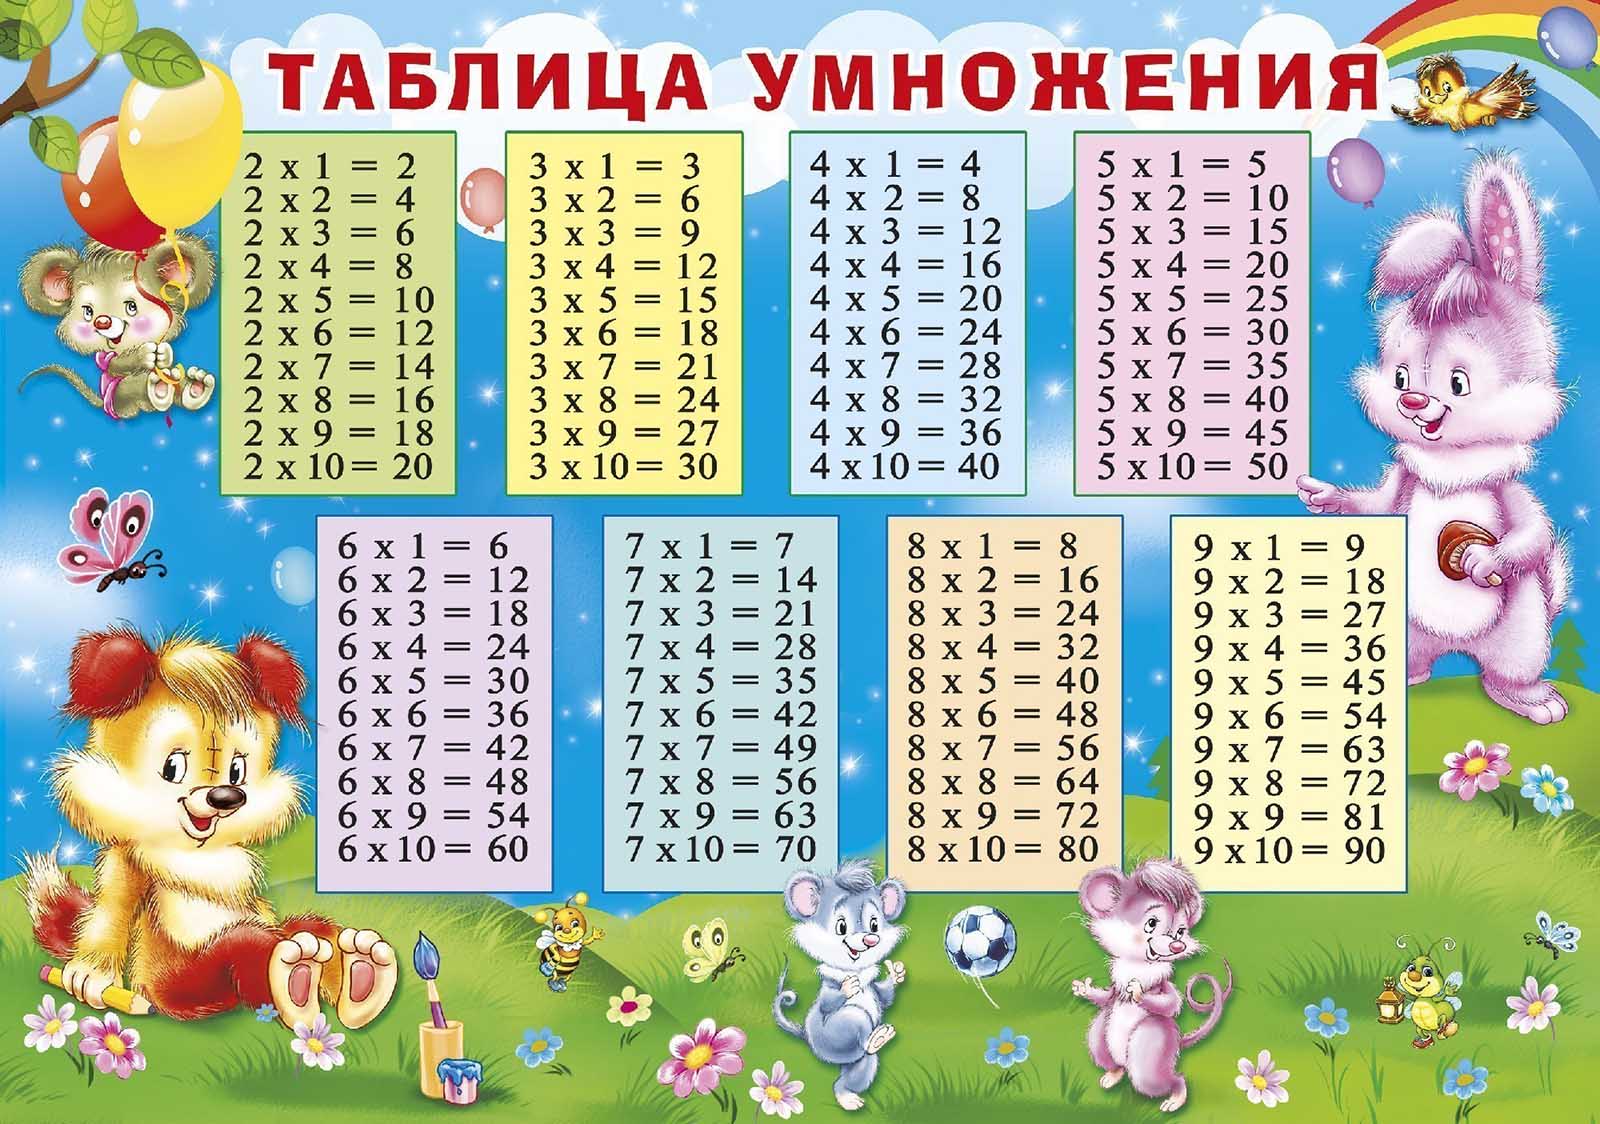 ТАБЛИЦА УМНОЖЕНИЯ
2 x 1 = 2
2 x 2 = 4
2 x 3 = 6
2 x 4 = 8
2 x 5 = 10
2 x 6 = 12
2 x 7 = 14
2 x 8 = 16
2 x 9 = 18
2 x 10 = 20
3 x 1 = 3
3 x 2 = 6
3 x 3 = 9
3 x 4 = 12
3 x 5 = 15
3 x 6 = 18
3 x 7 = 21
3 x 8 = 24
3 x 9 = 27
3 x 10 = 30
4 x 1 = 4
4 x 2 = 8
4 x 3 = 12
4 x 4 = 16
4 x 5 = 20
4 x 6 = 24
4 x 7 = 28
4 x 8 = 32
4 x 9 = 36
4 x 10 = 40
5 x 1 = 5
5 x 2 = 10
5 x 3 = 15
5 x 4 = 20
5 x 5 = 25
5 x 6 = 30
5 x 7 = 35
5 x 8 = 40
5 x 9 = 45
5 x 10 = 50
6 x 1 = 6
6 x 2 = 12
6 x 3 = 18
6 x 4 = 24
6 x 5 = 30
6 x 6 = 36
6 x 7 = 42
6 x 8 = 48
6 x 9 = 54
6 x 10 = 60
7 x 1 = 7
7 x 2 = 14
7 x 3 = 21
7 x 4 = 28
7 x 5 = 35
7 x 6 = 42
7 x 7 = 49
7 x 8 = 56
7 x 9 = 63
7 x 10 = 70
8 x 1 = 8
8 x 2 = 16
8 x 3 = 24
8 x 4 = 32
8 x 5 = 40
8 x 6 = 48
8 x 7 = 56
8 x 8 = 64
8 x 9 = 72
8 x 10 = 80
9 x 1 = 9
9 x 2 = 18
9 x 3 = 27
9 x 4 = 36
9 x 5 = 45
9 x 6 = 54
9 x 7 = 63
9 x 8 = 72
9 x 9 = 81
9 x 10 = 90